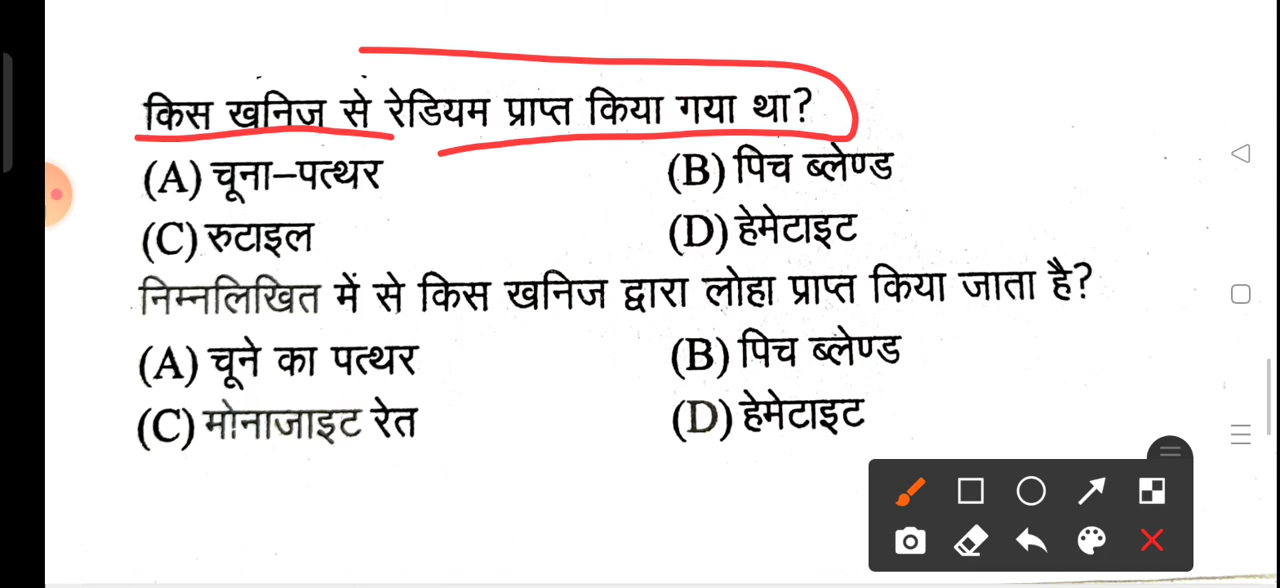 किस खनिज से रेडियम प्राप्त किया गया था?
(A) चूना–पत्थर (B) पिच ब्लेण्ड
(C) रुटाइल (D) हेमेटाइट
निम्नलिखित में से किस खनिज द्वारा लोहा प्राप्त किया जाता है?
(A) चूने का पत्थर (B) पिच ब्लेण्ड
(C) मोनाजाइट रेत (D) हेमेटाइट